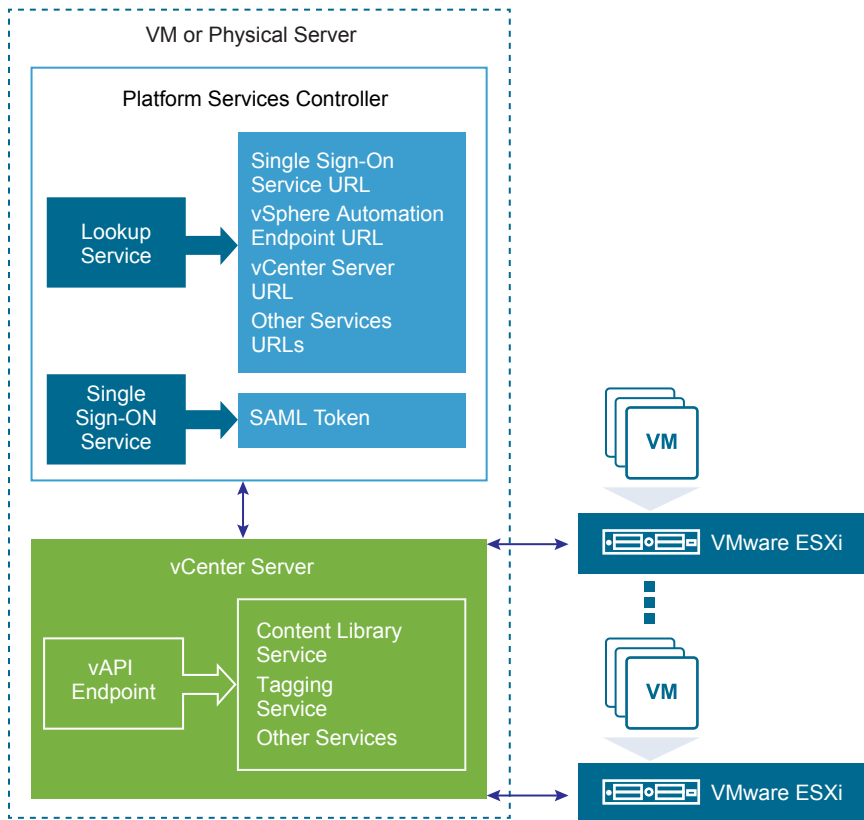 VM or Physical Server
Platform Services Controller
Lookup
Service
Single Sign-On
Service URL
vSphere Automation
Endpoint URL
vCenter Server
URL
Other Services
URLs
Single
Sign-ON
Service
SAML Token
vCenter Server
vAPI
Endpoint
Content Library
Service
Tagging
Service
Other Services
VM
VMware ESXi
VM
VMware ESXi